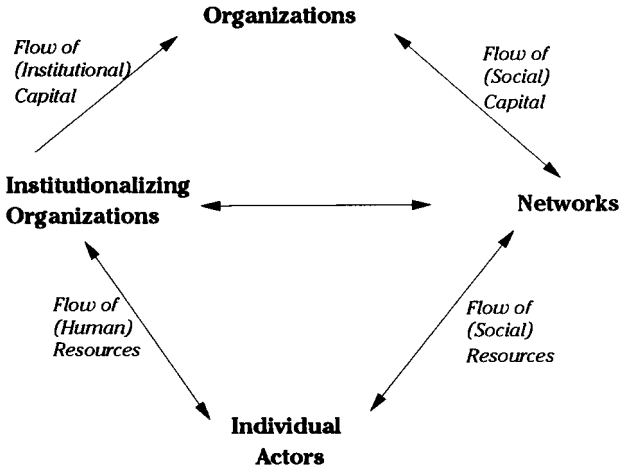 Organizations
Flow of
(Institutional)
Capital
Flow of
(Social)
Capital
Institutionalizing
Organizations
Networks
Flow of
(Human)
Resources
Flow of
(Social)
Resources
Individual
Actors